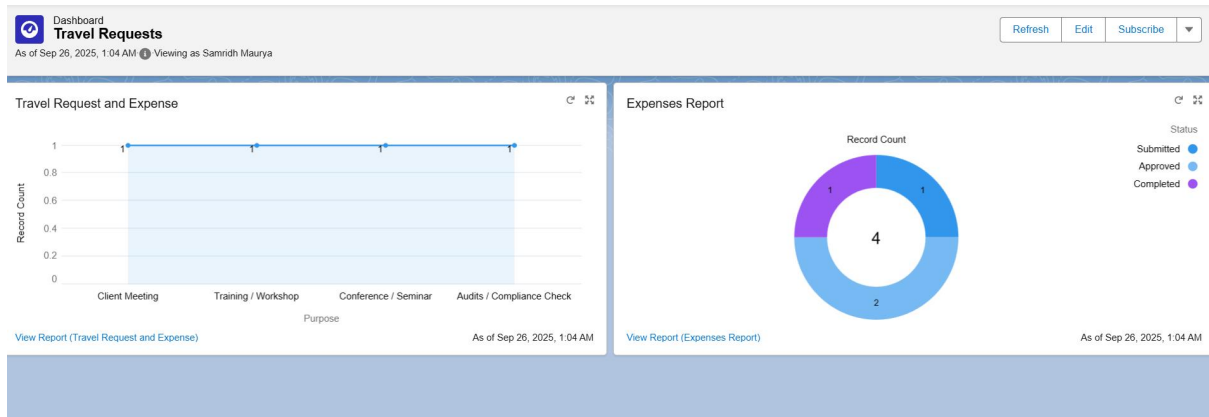 Dashboard
Travel Requests
Refresh Edit Subscribe
As of Sep 26, 2025, 1:04 AM Viewing as Samridh Maurya
Travel Request and Expense
Record Count
1
0.8
0.6
0.4
0.2
0
1 1 1 1
Client Meeting Training / Workshop Conference / Seminar Audits / Compliance Check
Purpose
View Report (Travel Request and Expense) As of Sep 26, 2025, 1:04 AM
Expenses Report
Record Count
Status
Submitted
Approved
Completed
1 1
4
2
View Report (Expenses Report) As of Sep 26, 2025, 1:04 AM